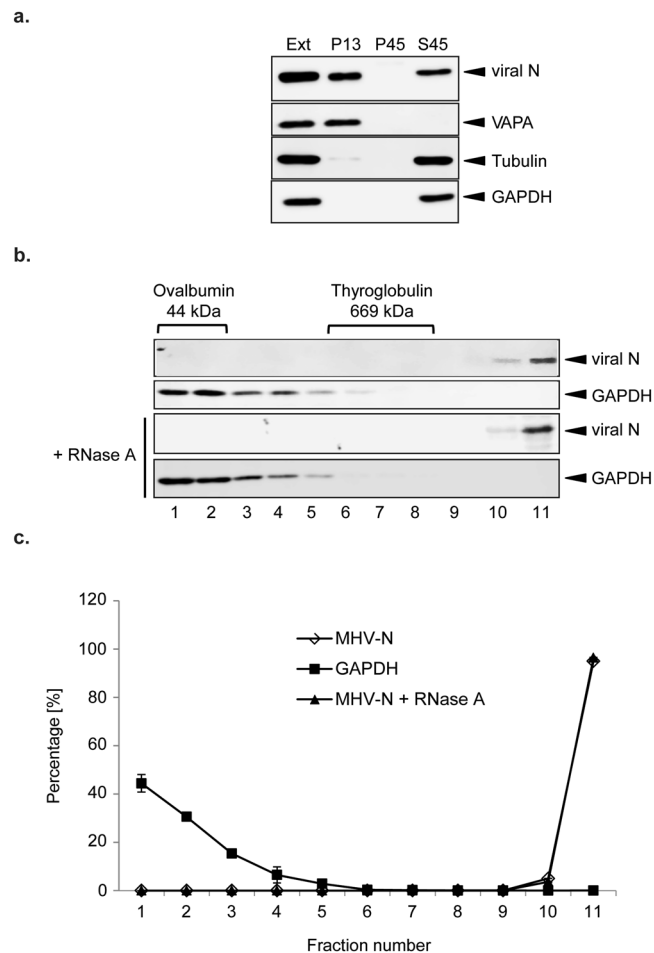 a.
Ext P13 P45 S45
viral N
VAPA
Tubulin
GAPDH
b.
Ovalbumin Thyroglobulin
44 kDa 669 kDa
viral N
GAPDH
viral N
+ RNase A
GAPDH
1 2 3 4 5 6 7 8 9 10 11
c.
120
100
80
60
40
20
0
Percentage [%]
MHV-N
GAPDH
MHV-N + RNase A
1 2 3 4 5 6 7 8 9 10 11
Fraction number